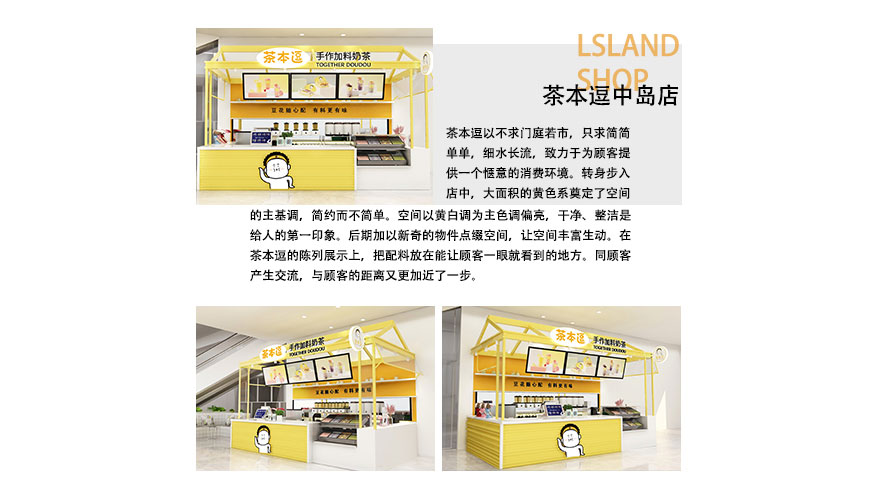 茶本逗
手作加料奶茶
TOGETHER DOUDOU
豆花随心配 有料更有味
LSLAND
SHOP
茶本逗中岛店
茶本逗以不求门庭若市，只求简简
单单，细水长流，致力于为顾客提
供一个惬意的消费环境。转身步入
店中，大面积的黄色系奠定了空间
的主基调，简约而不简单。空间以黄白调为主色调偏亮，干净、整洁是
给人的第一印象。后期加以新奇的物件点缀空间，让空间丰富生动。在
茶本逗的陈列展示上，把配料放在能让顾客一眼就看到的地方。同顾客
产生交流，与顾客的距离又更加近了一步。
茶本逗
手作加料奶茶
TOGETHER DOUDOU
豆花随心配 有料更有味
茶本逗
手作加料奶茶
TOGETHER DOUDOU
豆花随心配 有料更有味